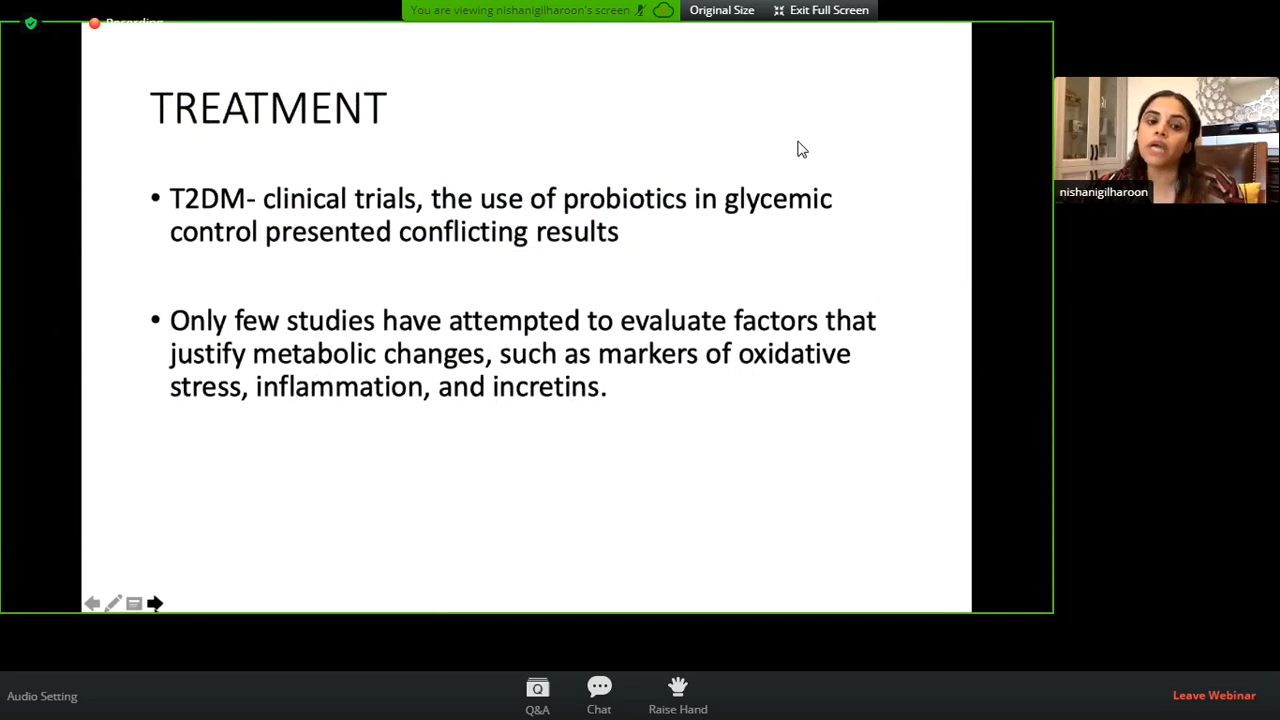 You are viewing nishanigilharoon's screen
Original Size
Exit Full Screen
Recording
TREATMENT
• T2DM- clinical trials, the use of probiotics in glycemic
control presented conflicting results
• Only few studies have attempted to evaluate factors that
justify metabolic changes, such as markers of oxidative
stress, inflammation, and incretins.
nishanigilharoon
Audio Setting
Q&A
Chat
Raise Hand
Leave Webinar